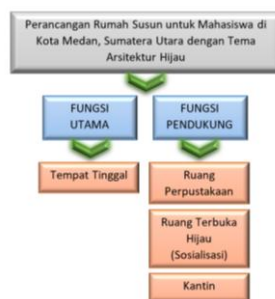 Perancangan Rumah Susun untuk Mahasiswa di
Kota Medan, Sumatera Utara dengan Tema
Arsitektur Hijau
FUNGSI
UTAMA
Tempat Tinggal
FUNGSI
PENDUKUNG
Ruang
Perpustakaan
Ruang Terbuka
Hijau
(Sosialisasi)
Kantin